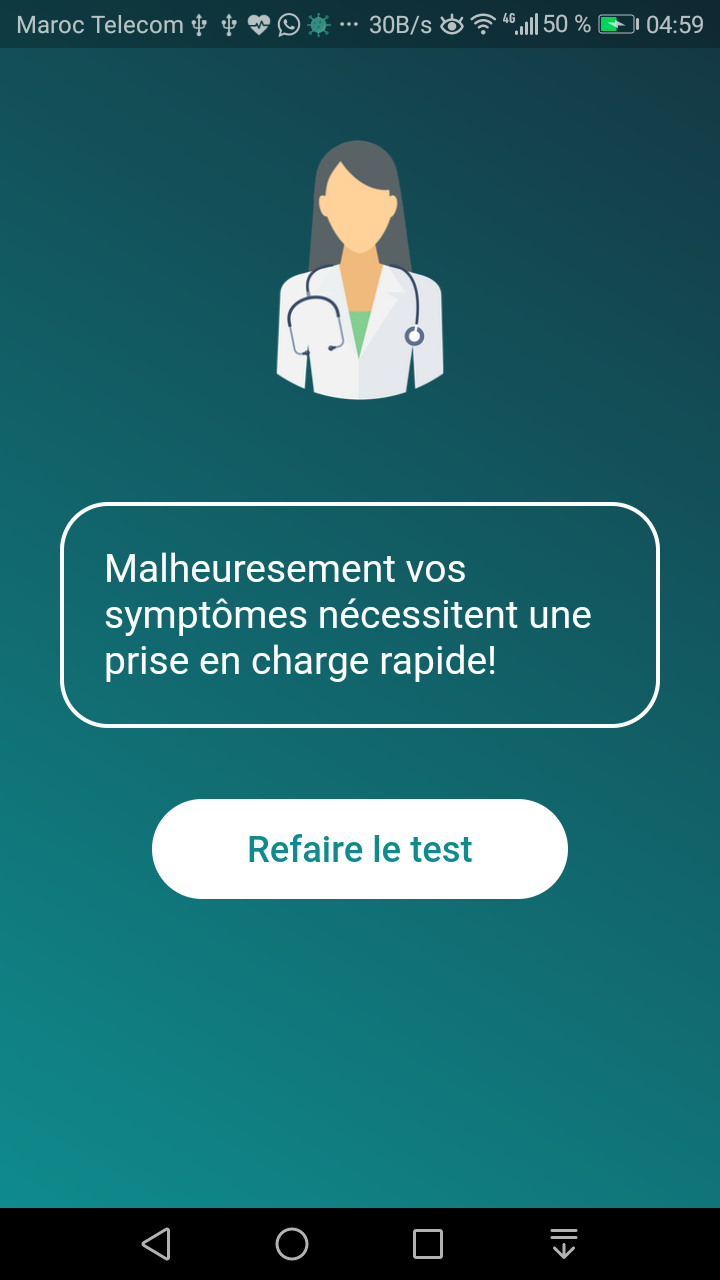 Maroc Telecom 30B/s 4G 50 % 04:59
Malheuresement vos
symptômes nécessitent une
prise en charge rapide!
Refaire le test